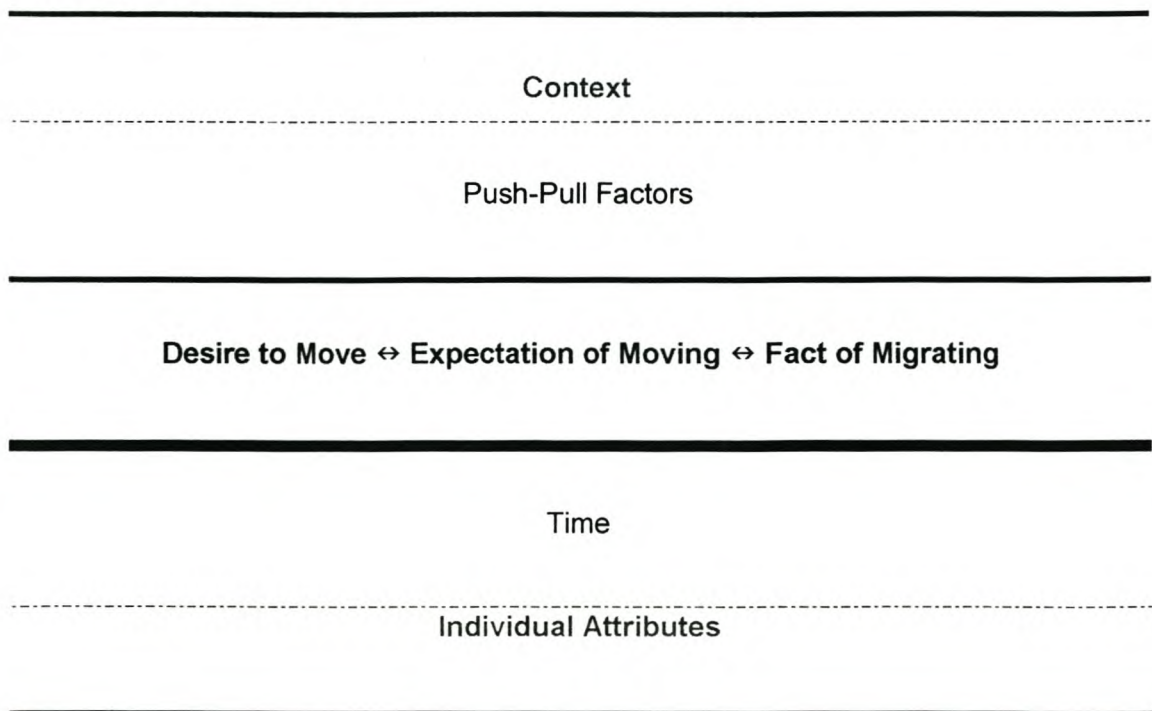 Context
Push-Pull Factors
Desire to Move ↔ Expectation of Moving ↔ Fact of Migrating
Time
Individual Attributes